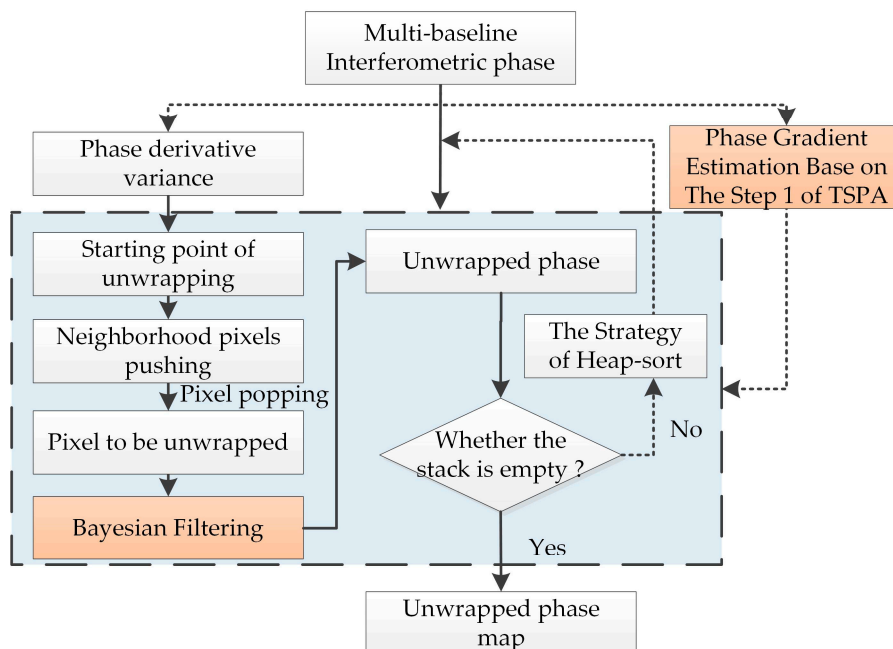 Multi-baseline
Interferometric phase
Phase derivative
variance
Phase Gradient
Estimation Base on
The Step 1 of TSPA
Starting point of
unwrapping
Unwrapped phase
Neighborhood pixels
pushing
The Strategy
of Heap-sort
Pixel popping
Pixel to be unwrapped
Whether the
stack is empty ?
No
Bayesian Filtering
Yes
Unwrapped phase
map